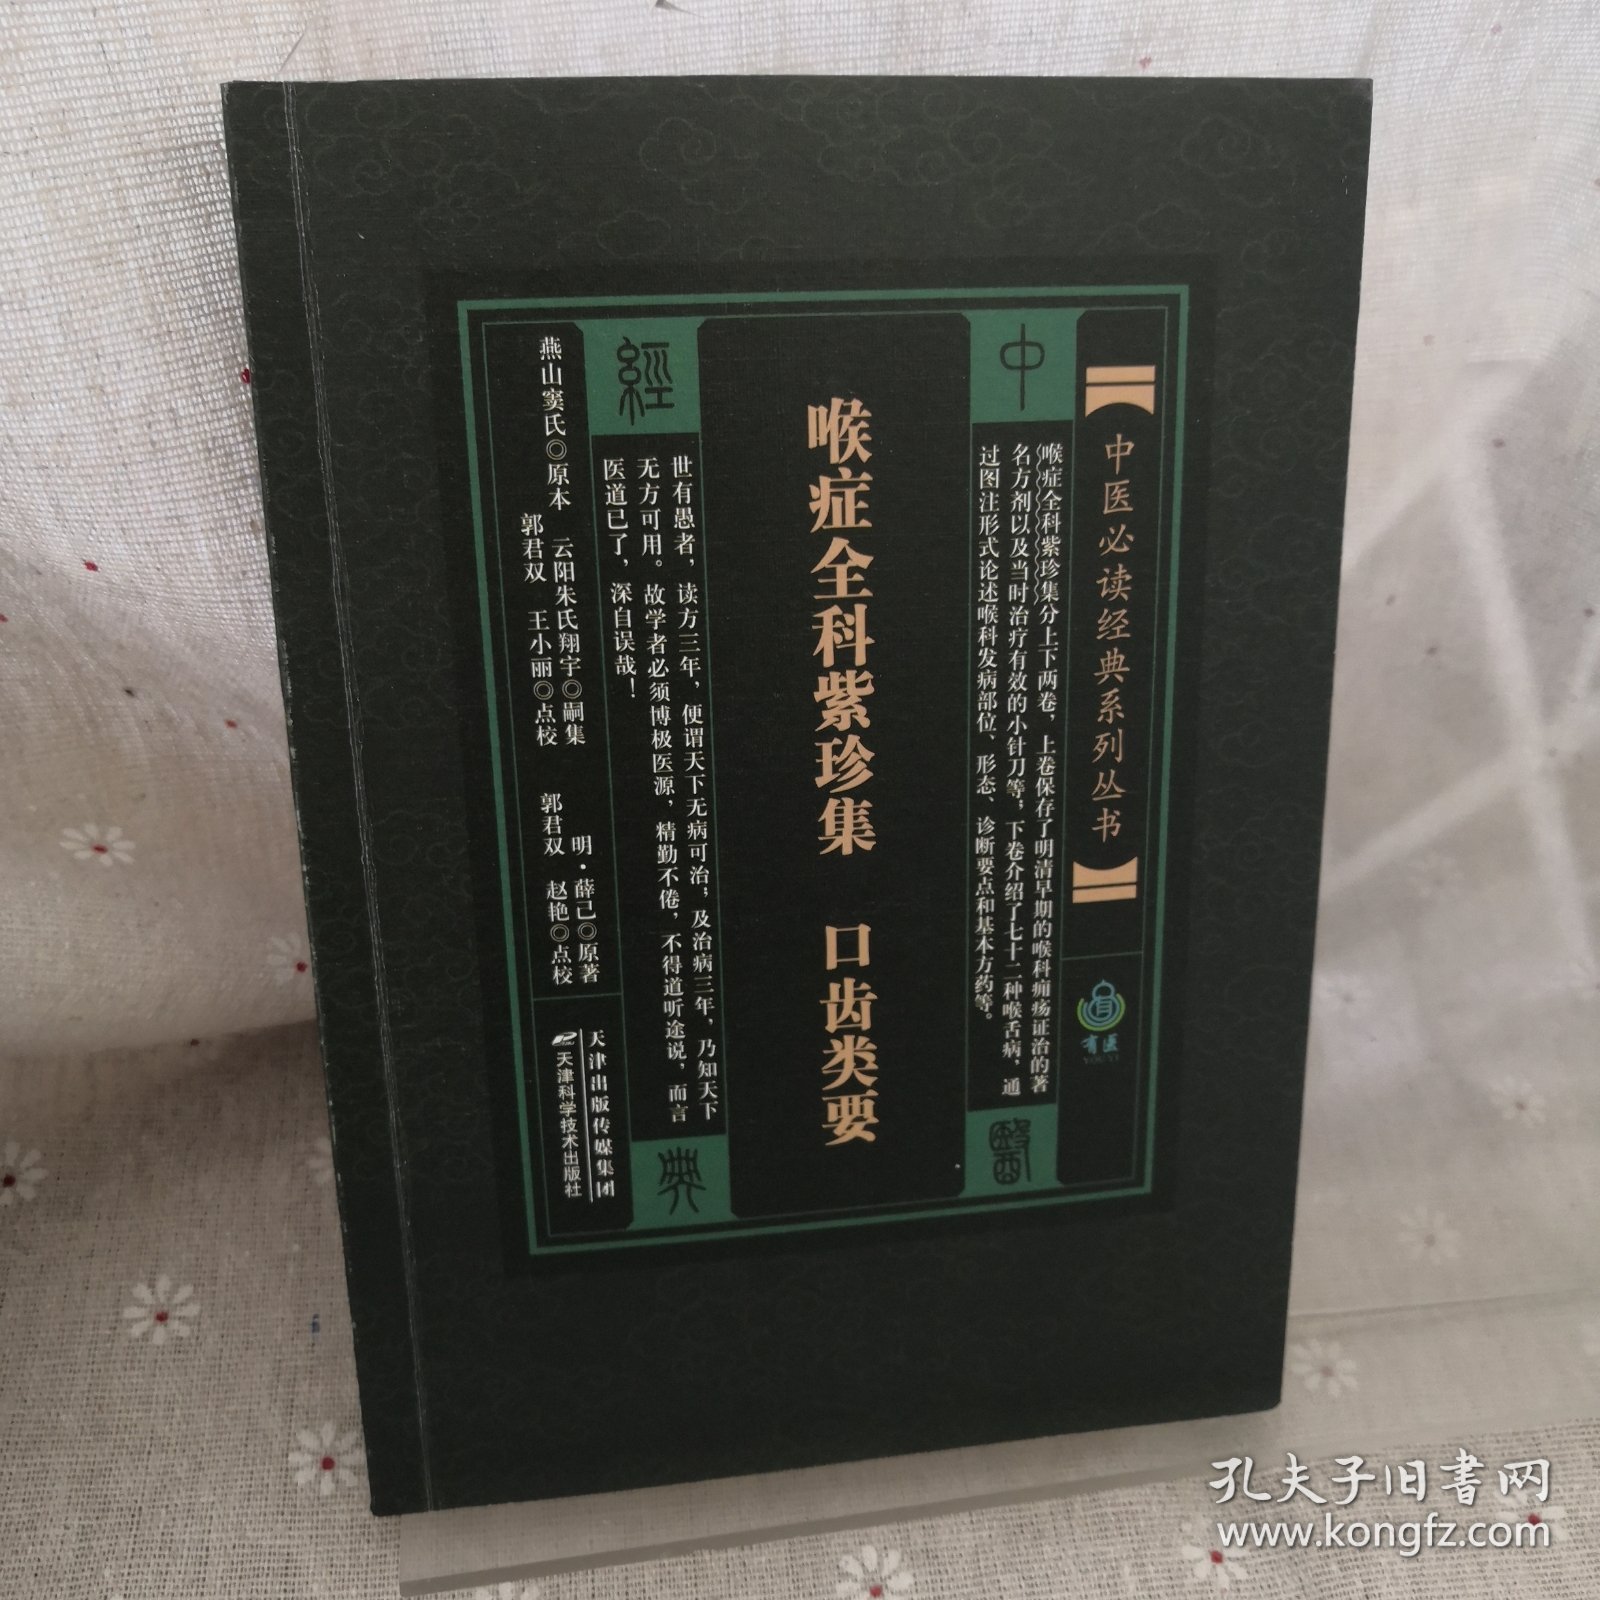 中医必读经典系列丛书
有医
YOU YI
中
醫
經
典
喉症全科紫珍集分上下两卷，上卷保存了明清早期的喉科痈疡证治的著
名方剂以及当时治疗有效的小针刀等；下卷介绍了七十二种喉舌病，通
过图注形式论述喉科发病部位、形态、诊断要点和基本方药等。
喉症全科紫珍集 口齿类要
世有愚者，读方三年，便谓天下无病可治；及治病三年，乃知天下
无方可用。故学者必须博极医源，精勤不倦，不得道听途说，而言
医道已了，深自误哉！
燕山窦氏◎原本 云阳朱氏翔宇◎嗣集
郭君双 王小丽◎点校
明·薛己◎原著
郭君双 赵艳◎点校
天津出版传媒集团
天津科学技术出版社
孔夫子旧书网
www.kongfz.com